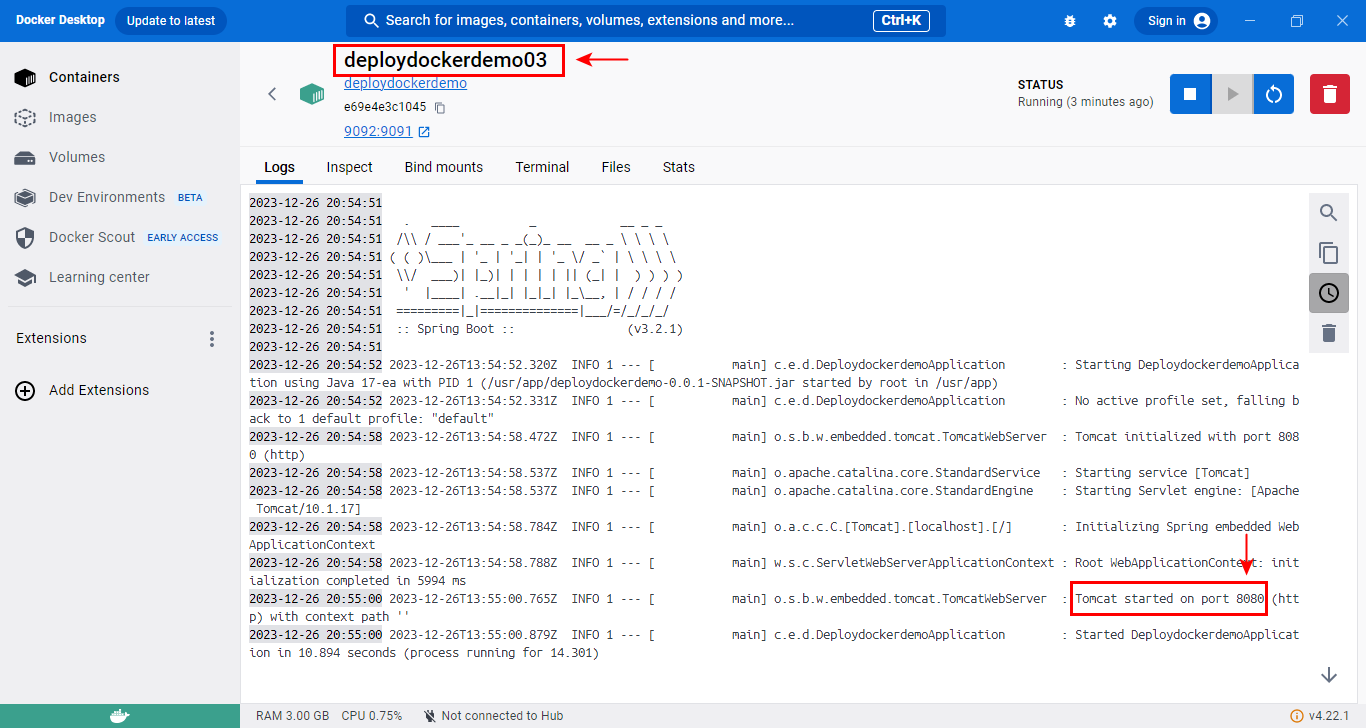 Docker Desktop
Update to latest
Search for images, containers, volumes, extensions and more...
Ctrl+K
Sign in
Containers
Images
Volumes
Dev Environments BETA
Docker Scout EARLY ACCESS
Learning center
Extensions
Add Extensions
deploydockerdemo03
deploydockerdemo
e69e4e3c1045
9092:9091
STATUS
Running (3 minutes ago)
Logs Inspect Bind mounts Terminal Files Stats
2023-12-26 20:54:51
2023-12-26 20:54:51   .   ____          _            __ _ _
2023-12-26 20:54:51  /\\ / ___'_ __ _ _(_)_ __  __ _ \ \ \ \
2023-12-26 20:54:51 ( ( )\___ | '_ | '_| | '_ \/ _` | \ \ \ \
2023-12-26 20:54:51  \\/  ___)| |_)| | | | | || (_| |  ) ) ) )
2023-12-26 20:54:51   '  |____| .__|_| |_|_| |_\__, | / / / /
2023-12-26 20:54:51  =========|_|==============|___/=/_/_/_/
2023-12-26 20:54:51  :: Spring Boot ::                (v3.2.1)
2023-12-26 20:54:51
2023-12-26 20:54:52 2023-12-26T13:54:52.320Z  INFO 1 --- [           main] c.e.d.DeploydockerdemoApplication        : Starting DeploydockerdemoApplica
tion using Java 17-ea with PID 1 (/usr/app/deploydockerdemo-0.0.1-SNAPSHOT.jar started by root in /usr/app)
2023-12-26 20:54:52 2023-12-26T13:54:52.331Z  INFO 1 --- [           main] c.e.d.DeploydockerdemoApplication        : No active profile set, falling b
ack to 1 default profile: "default"
2023-12-26 20:54:58 2023-12-26T13:54:58.472Z  INFO 1 --- [           main] o.s.b.w.embedded.tomcat.TomcatWebServer  : Tomcat initialized with port 808
0 (http)
2023-12-26 20:54:58 2023-12-26T13:54:58.537Z  INFO 1 --- [           main] o.apache.catalina.core.StandardService   : Starting service [Tomcat]
2023-12-26 20:54:58 2023-12-26T13:54:58.537Z  INFO 1 --- [           main] o.apache.catalina.core.StandardEngine    : Starting Servlet engine: [Apache
 Tomcat/10.1.17]
2023-12-26 20:54:58 2023-12-26T13:54:58.784Z  INFO 1 --- [           main] o.a.c.c.C.[Tomcat].[localhost].[/]       : Initializing Spring embedded Web
ApplicationContext
2023-12-26 20:54:58 2023-12-26T13:54:58.788Z  INFO 1 --- [           main] w.s.c.ServletWebServerApplicationContext : Root WebApplicationContext: init
ialization completed in 5994 ms
2023-12-26 20:55:00 2023-12-26T13:55:00.765Z  INFO 1 --- [           main] o.s.b.w.embedded.tomcat.TomcatWebServer  : Tomcat started on port 8080 (htt
p) with context path ''
2023-12-26 20:55:00 2023-12-26T13:55:00.879Z  INFO 1 --- [           main] c.e.d.DeploydockerdemoApplication        : Started DeploydockerdemoApplicat
ion in 10.894 seconds (process running for 14.301)
RAM 3.00 GB CPU 0.75% Not connected to Hub
v4.22.1